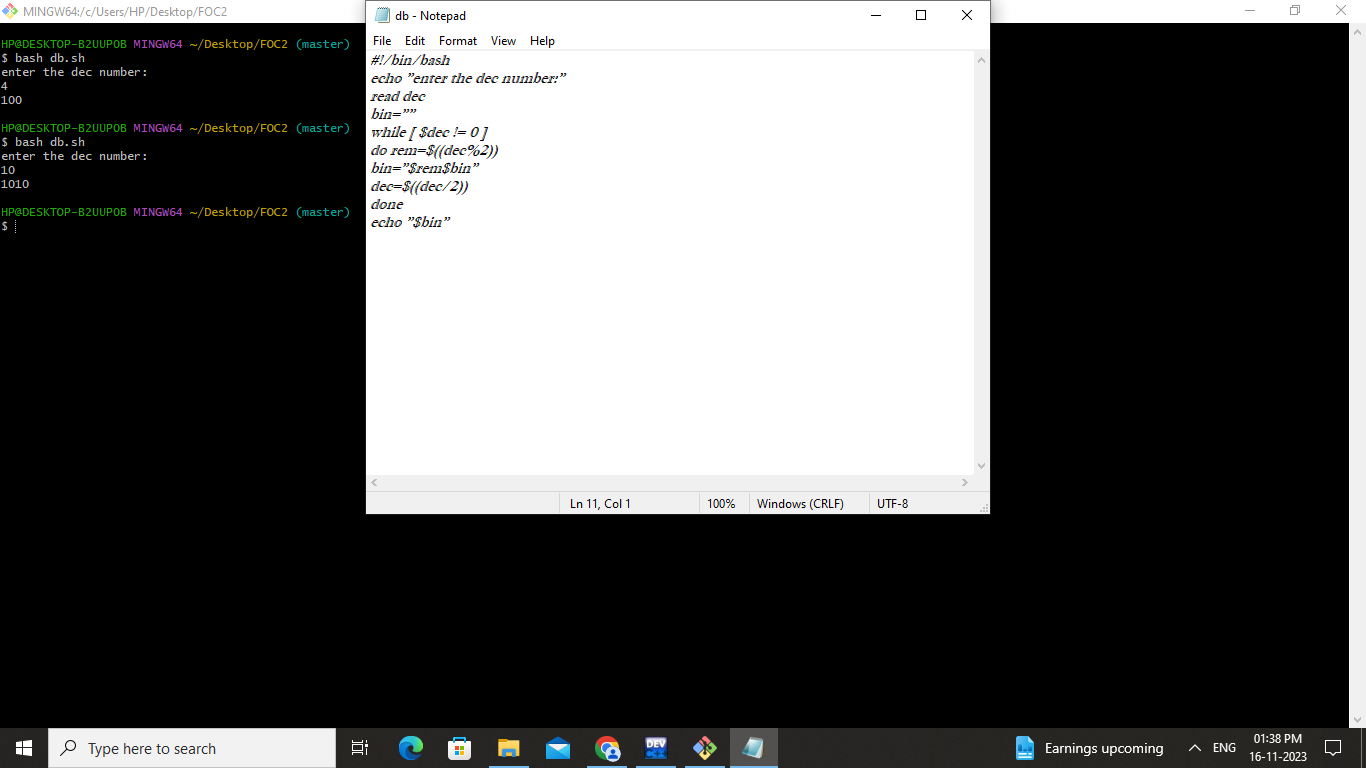 MINGW64:/c/Users/HP/Desktop/FOC2
HP@DESKTOP-B2UUPOB MINGW64 ~/Desktop/FOC2 (master)
$ bash db.sh
enter the dec number:
4
100
HP@DESKTOP-B2UUPOB MINGW64 ~/Desktop/FOC2 (master)
$ bash db.sh
enter the dec number:
10
1010
HP@DESKTOP-B2UUPOB MINGW64 ~/Desktop/FOC2 (master)
$
db - Notepad
File Edit Format View Help
#!/bin/bash
echo "enter the dec number:"
read dec
bin=""
while [ $dec != 0 ]
do rem=$((dec%2))
bin="$rem$bin"
dec=$((dec/2))
done
echo "$bin"
Ln 11, Col 1 100% Windows (CRLF) UTF-8
Type here to search
DEV
Earnings upcoming
ENG
01:38 PM
16-11-2023